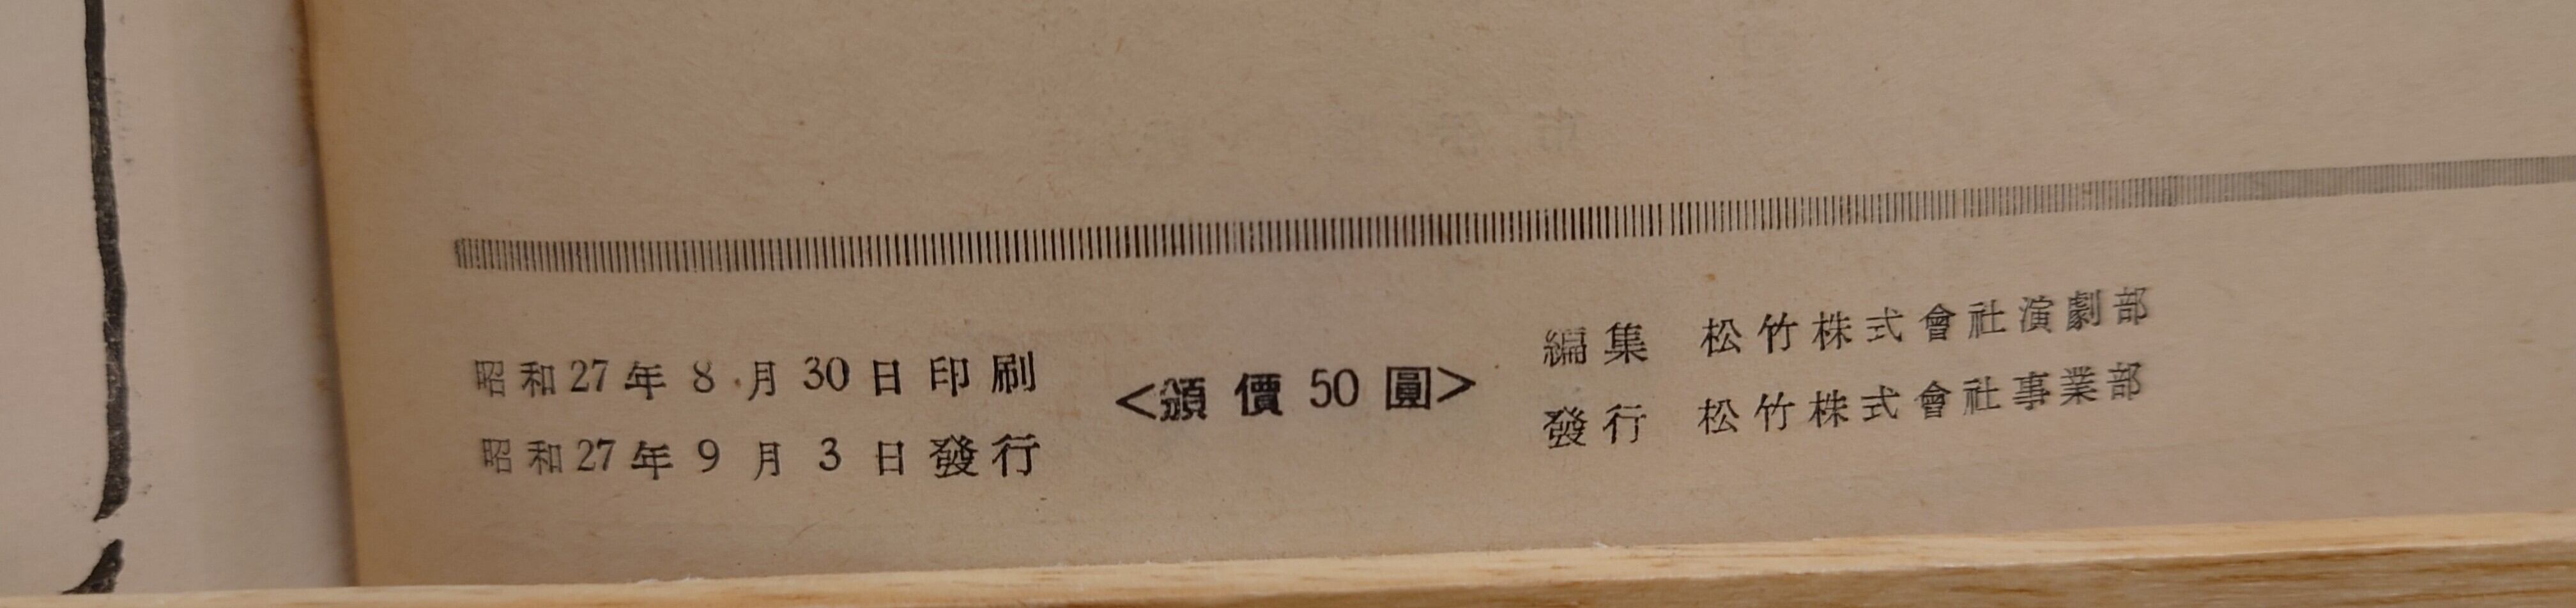 昭和27年8月30日印刷
昭和27年9月3日發行
<頒價50圓>
編集 松竹株式會社演劇部
發行 松竹株式會社事業部